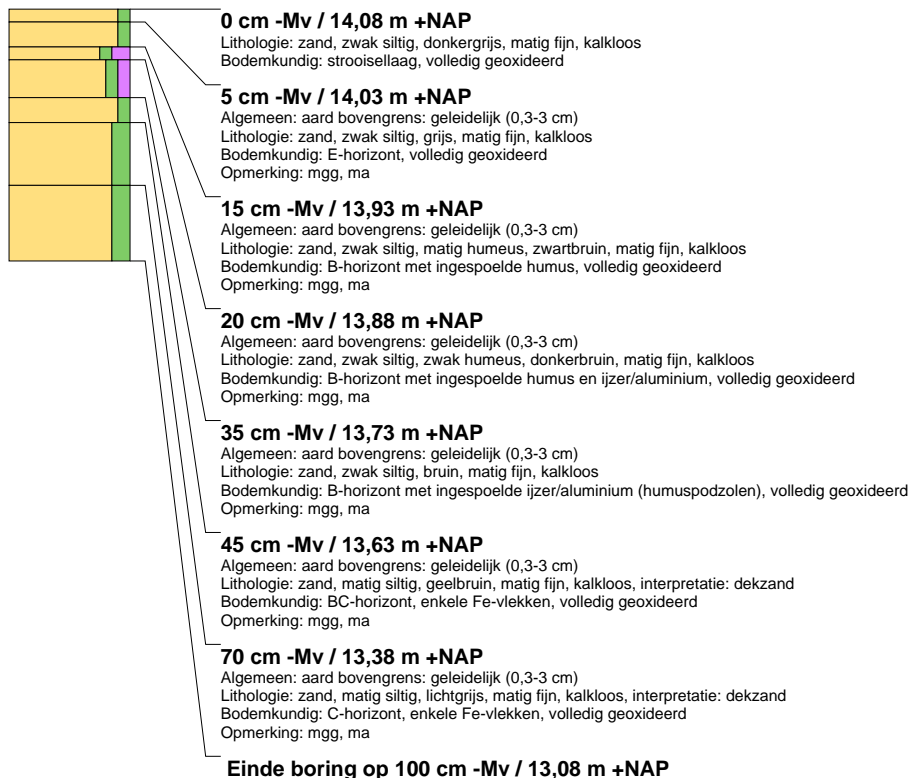 0 cm -Mv / 14,08 m +NAP
Lithologie: zand, zwak siltig, donkergrijs, matig fijn, kalkloos
Bodemkundig: strooisellaag, volledig geoxideerd
5 cm -Mv / 14,03 m +NAP
Algemeen: aard bovengrens: geleidelijk (0,3-3 cm)
Lithologie: zand, zwak siltig, grijs, matig fijn, kalkloos
Bodemkundig: E-horizont, volledig geoxideerd
Opmerking: mgg, ma
15 cm -Mv / 13,93 m +NAP
Algemeen: aard bovengrens: geleidelijk (0,3-3 cm)
Lithologie: zand, zwak siltig, matig humeus, zwartbruin, matig fijn, kalkloos
Bodemkundig: B-horizont met ingespoelde humus, volledig geoxideerd
Opmerking: mgg, ma
20 cm -Mv / 13,88 m +NAP
Algemeen: aard bovengrens: geleidelijk (0,3-3 cm)
Lithologie: zand, zwak siltig, zwak humeus, donkerbruin, matig fijn, kalkloos
Bodemkundig: B-horizont met ingespoelde humus en ijzer/aluminium, volledig geoxideerd
Opmerking: mgg, ma
35 cm -Mv / 13,73 m +NAP
Algemeen: aard bovengrens: geleidelijk (0,3-3 cm)
Lithologie: zand, zwak siltig, bruin, matig fijn, kalkloos
Bodemkundig: B-horizont met ingespoelde ijzer/aluminium (humuspodzolen), volledig geoxideerd
Opmerking: mgg, ma
45 cm -Mv / 13,63 m +NAP
Algemeen: aard bovengrens: geleidelijk (0,3-3 cm)
Lithologie: zand, matig siltig, geelbruin, matig fijn, kalkloos, interpretatie: dekzand
Bodemkundig: BC-horizont, enkele Fe-vlekken, volledig geoxideerd
Opmerking: mgg, ma
70 cm -Mv / 13,38 m +NAP
Algemeen: aard bovengrens: geleidelijk (0,3-3 cm)
Lithologie: zand, matig siltig, lichtgrijs, matig fijn, kalkloos, interpretatie: dekzand
Bodemkundig: C-horizont, enkele Fe-vlekken, volledig geoxideerd
Opmerking: mgg, ma
Einde boring op 100 cm -Mv / 13,08 m +NAP